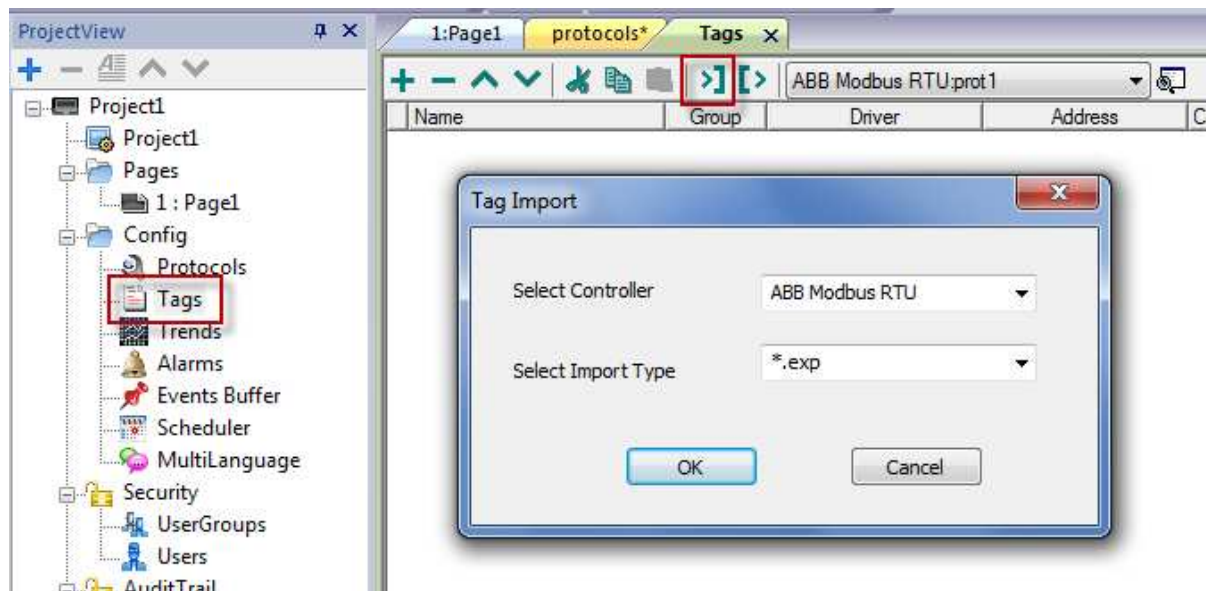 ProjectView
Project1
Project1
Pages
1 : Page1
Config
Protocols
Tags
Trends
Alarms
Events Buffer
Scheduler
MultiLanguage
Security
UserGroups
Users
AuditTrail
1:Page1 protocols* Tags
ABB Modbus RTU:prot1
Name Group Driver Address C
Tag Import
Select Controller ABB Modbus RTU
Select Import Type *.exp
OK Cancel